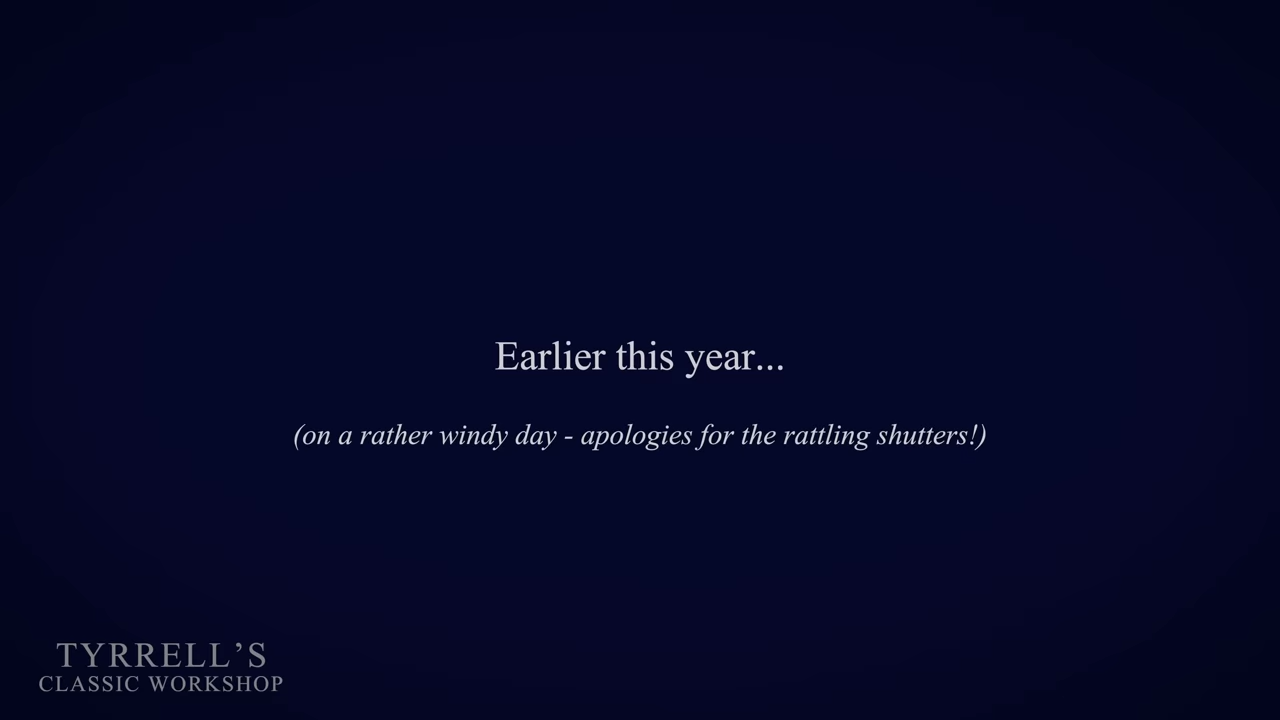 Earlier this year...
(on a rather windy day - apologies for the rattling shutters!)
TYRRELL’S
CLASSIC WORKSHOP